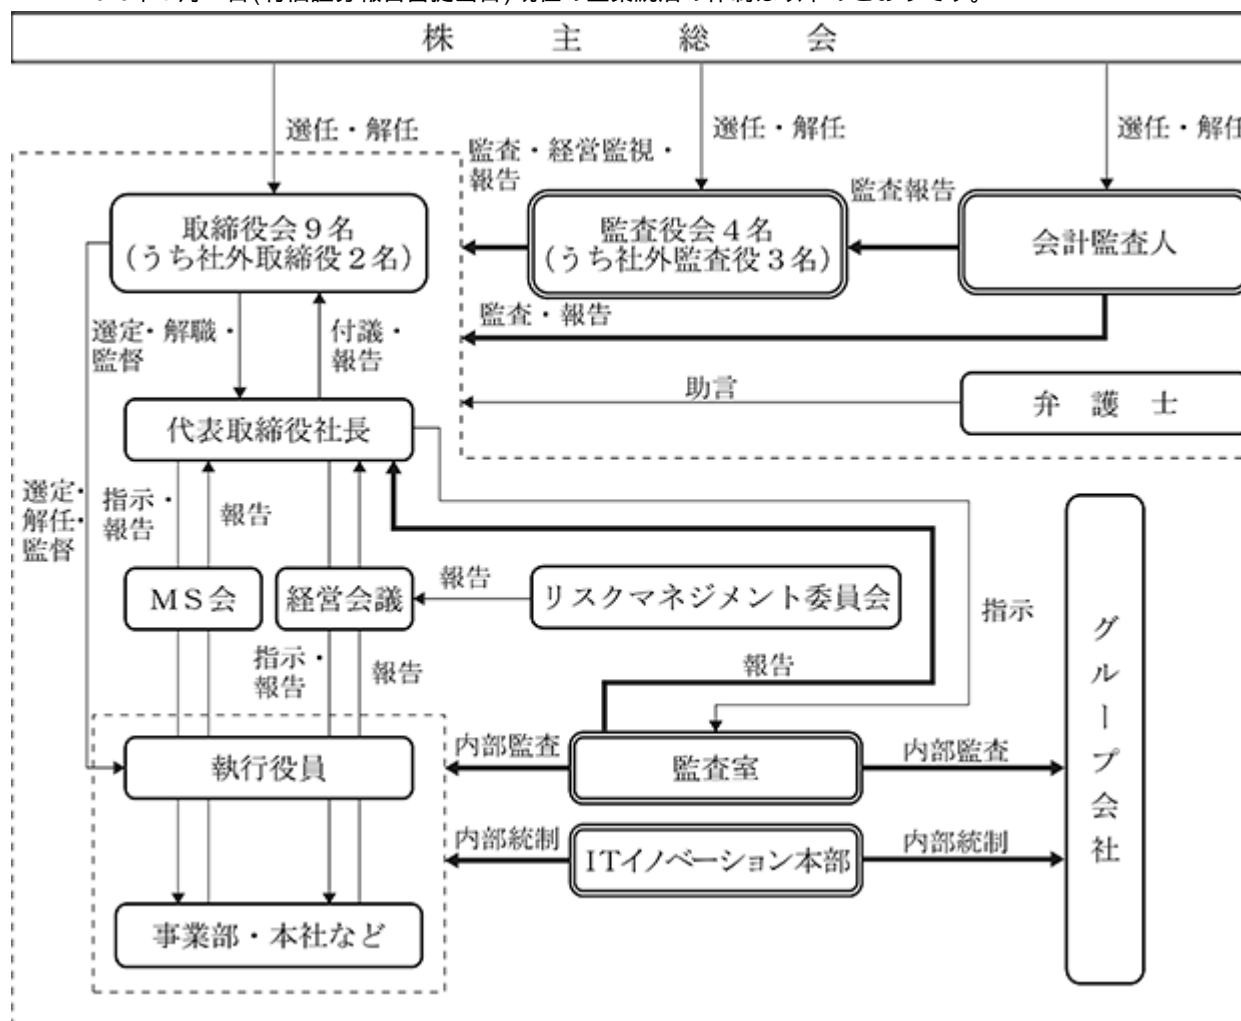 株主総会
選任・解任
選任・解任
選任・解任
監査・経営監視・
報告
監査報告
取締役会9名
(うち社外取締役2名)
監査役会4名
(うち社外監査役3名)
会計監査人
選定・解職・
監督
付議・
報告
監査・報告
助言
弁護士
代表取締役社長
選定・
解任・
監督
指示・
報告
報告
MS会
経営会議
報告
リスクマネジメント委員会
指示
指示・
報告
報告
報告
グループ会社
執行役員
内部監査
監査室
内部監査
内部統制
ITイノベーション本部
内部統制
事業部・本社など